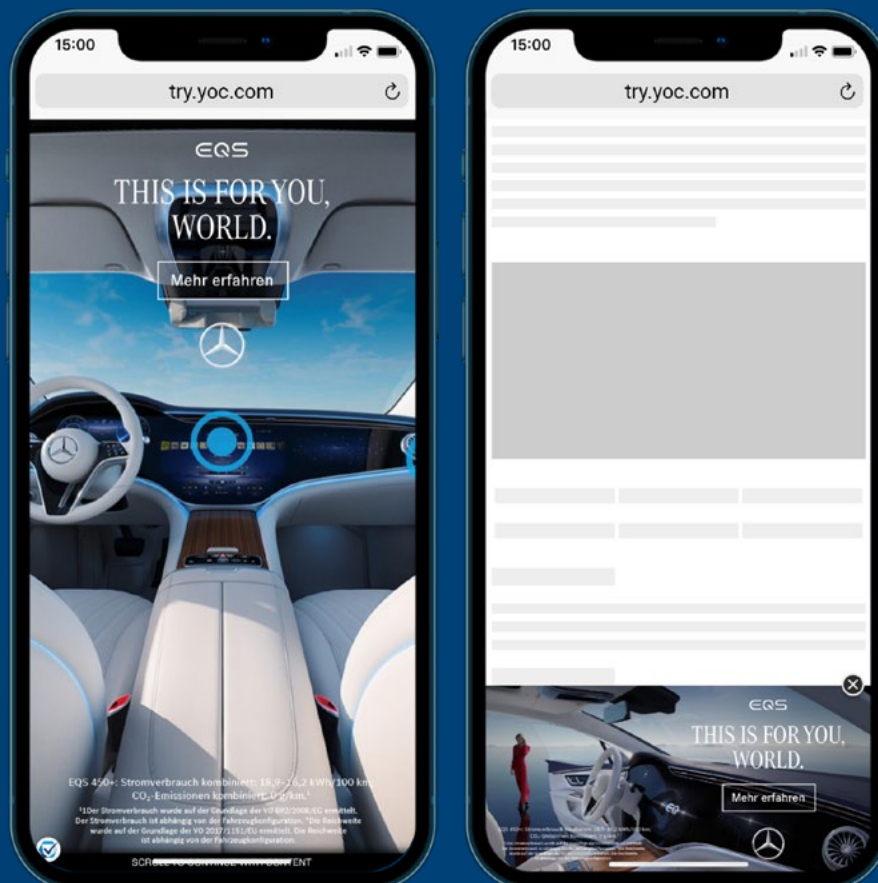 15:00
try.yoc.com
EQS
THIS IS FOR YOU,
WORLD.
Mehr erfahren
EQS 450+: Stromverbrauch kombiniert: 18,9–16,2 kWh/100 km;
CO₂-Emissionen kombiniert: 0 g/km.¹
¹Der Stromverbrauch wurde auf der Grundlage der VO 692/2008/EG ermittelt.
Der Stromverbrauch ist abhängig von der Fahrzeugkonfiguration. ²Die Reichweite
wurde auf der Grundlage der VO 2017/1151/EU ermittelt. Die Reichweite
ist abhängig von der Fahrzeugkonfiguration.
SCROLL TO CONTINUE WITH CONTENT
15:00
try.yoc.com
EQS
THIS IS FOR YOU,
WORLD.
Mehr erfahren